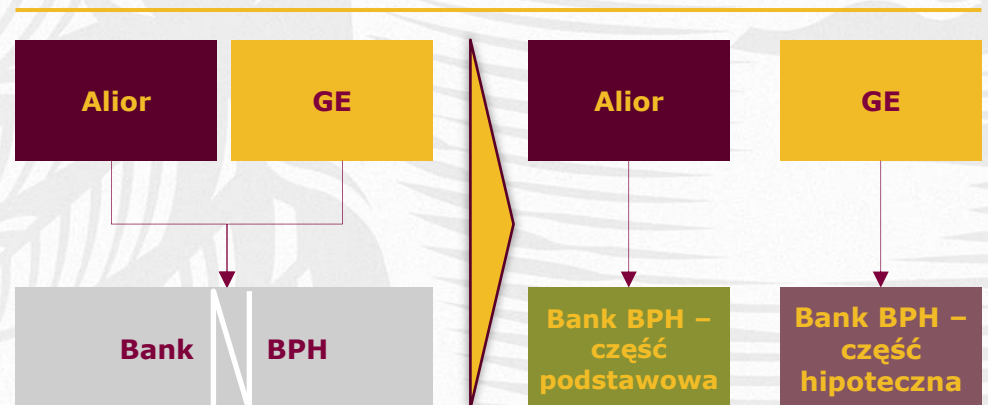 Alior
GE
Alior
GE
Bank BPH
Bank BPH –
część
podstawowa
Bank BPH –
część
hipoteczna